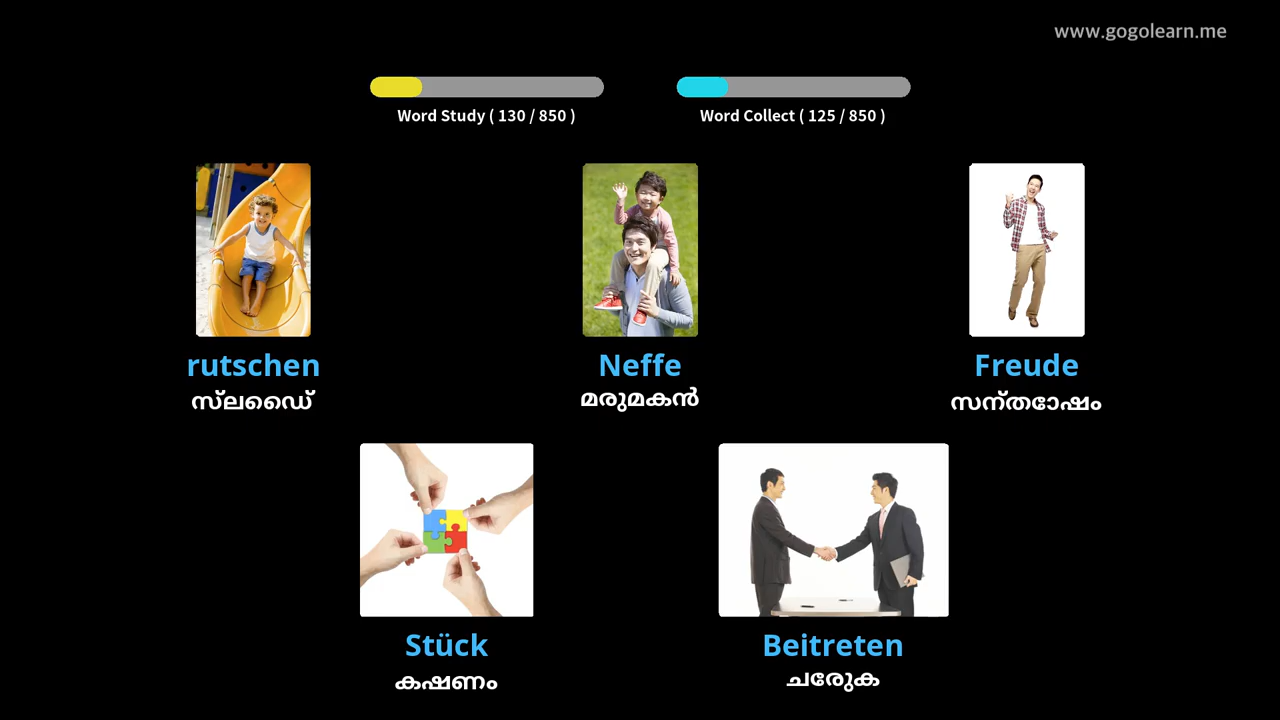 www.gogolearn.me
Word Study ( 130 / 850 )
Word Collect ( 125 / 850 )
rutschen
സ്ലൈഡ്
Neffe
മരുമകൻ
Freude
സന്തോഷം
Stück
കഷണം
Beitreten
ചേരുക